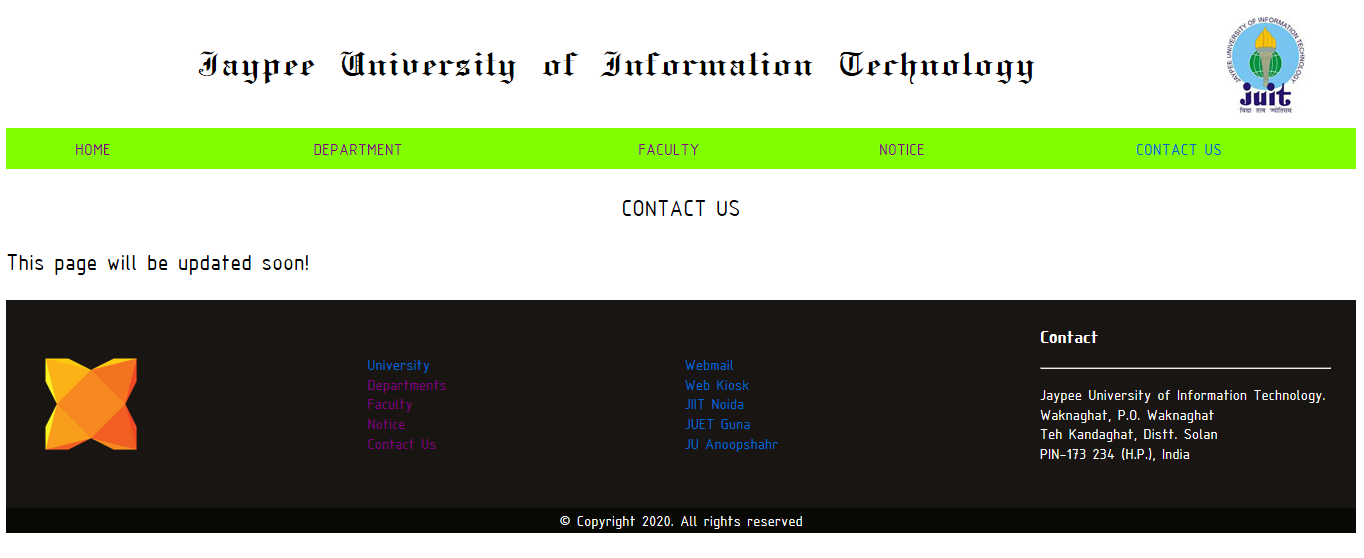 Jaypee University of Information Technology
JAYPEE UNIVERSITY OF INFORMATION TECHNOLOGY
juit
विद्या तत्व ज्योतिसमः
HOME DEPARTMENT FACULTY NOTICE CONTACT US
CONTACT US
This page will be updated soon!
University
Departments
Faculty
Notice
Contact Us
Webmail
Web Kiosk
JIIT Noida
JUET Guna
JU Anoopshahr
Contact
Jaypee University of Information Technology.
Waknaghat, P.O. Waknaghat
Teh Kandaghat, Distt. Solan
PIN-173 234 (H.P.), India
© Copyright 2020. All rights reserved